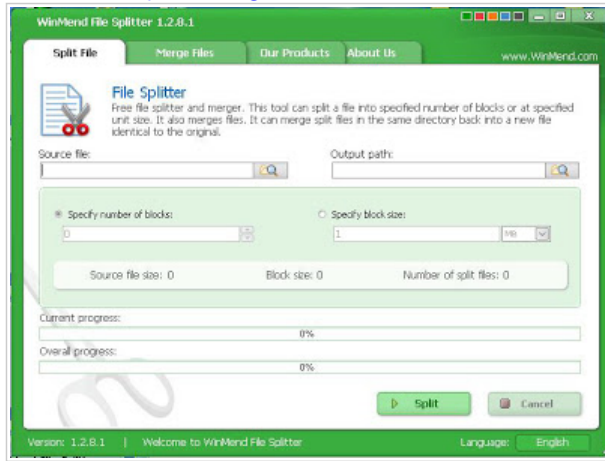 WinMend File Splitter 1.2.8.1
Split File
Merge Files
Our Products
About Us
www.WinMend.com
File Splitter
Free file splitter and merger. This tool can split a file into specified number of blocks or at specified
unit size. It also merges files. It can merge split files in the same directory back into a new file
identical to the original.
Source file:
Output path:
Specify number of blocks:
Specify block size:
0
1
MB
Source file size: 0
Block size: 0
Number of split files: 0
Current progress:
0%
Overall progress:
0%
Split
Cancel
Version: 1.2.8.1 | Welcome to WinMend File Splitter
Language: English